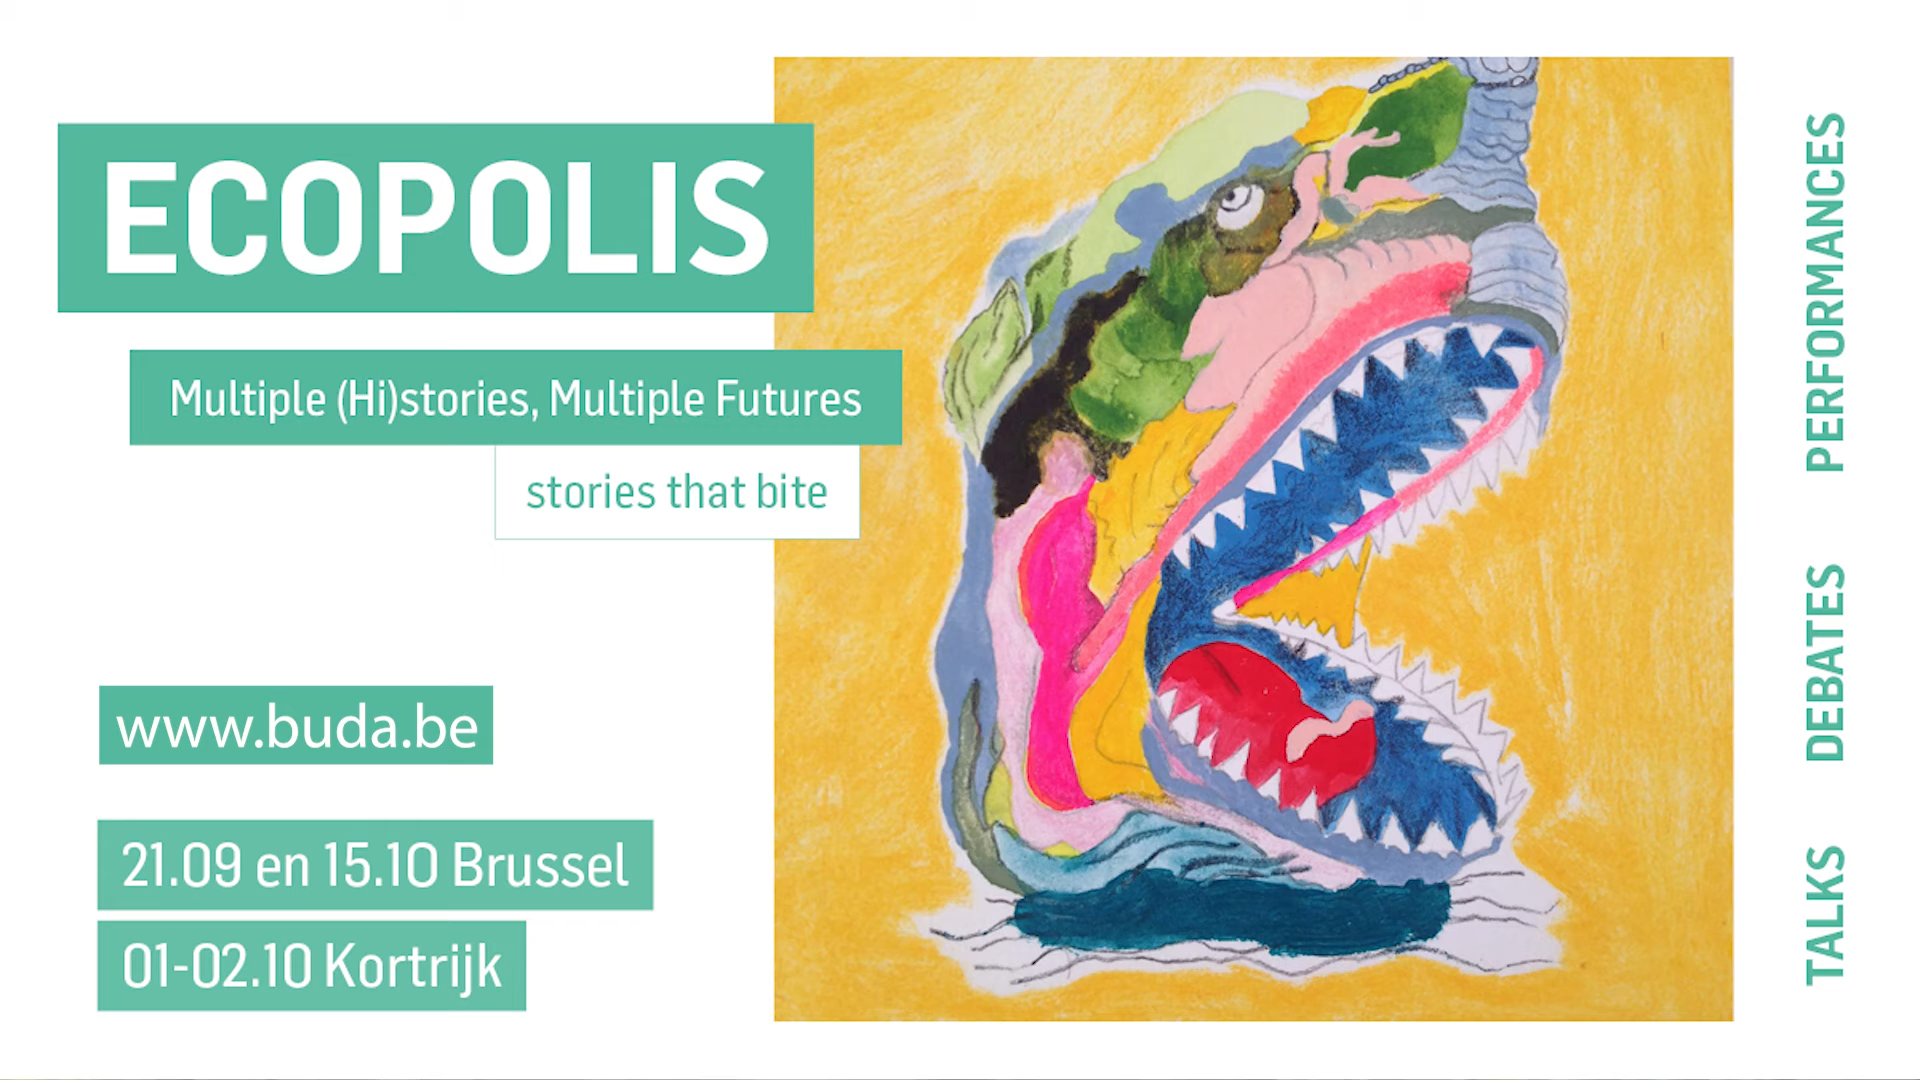 ECOPOLIS
Multiple (Hi)stories, Multiple Futures
stories that bite
www.buda.be
21.09 en 15.10 Brussel
01-02.10 Kortrijk
TALKS DEBATES PERFORMANCES